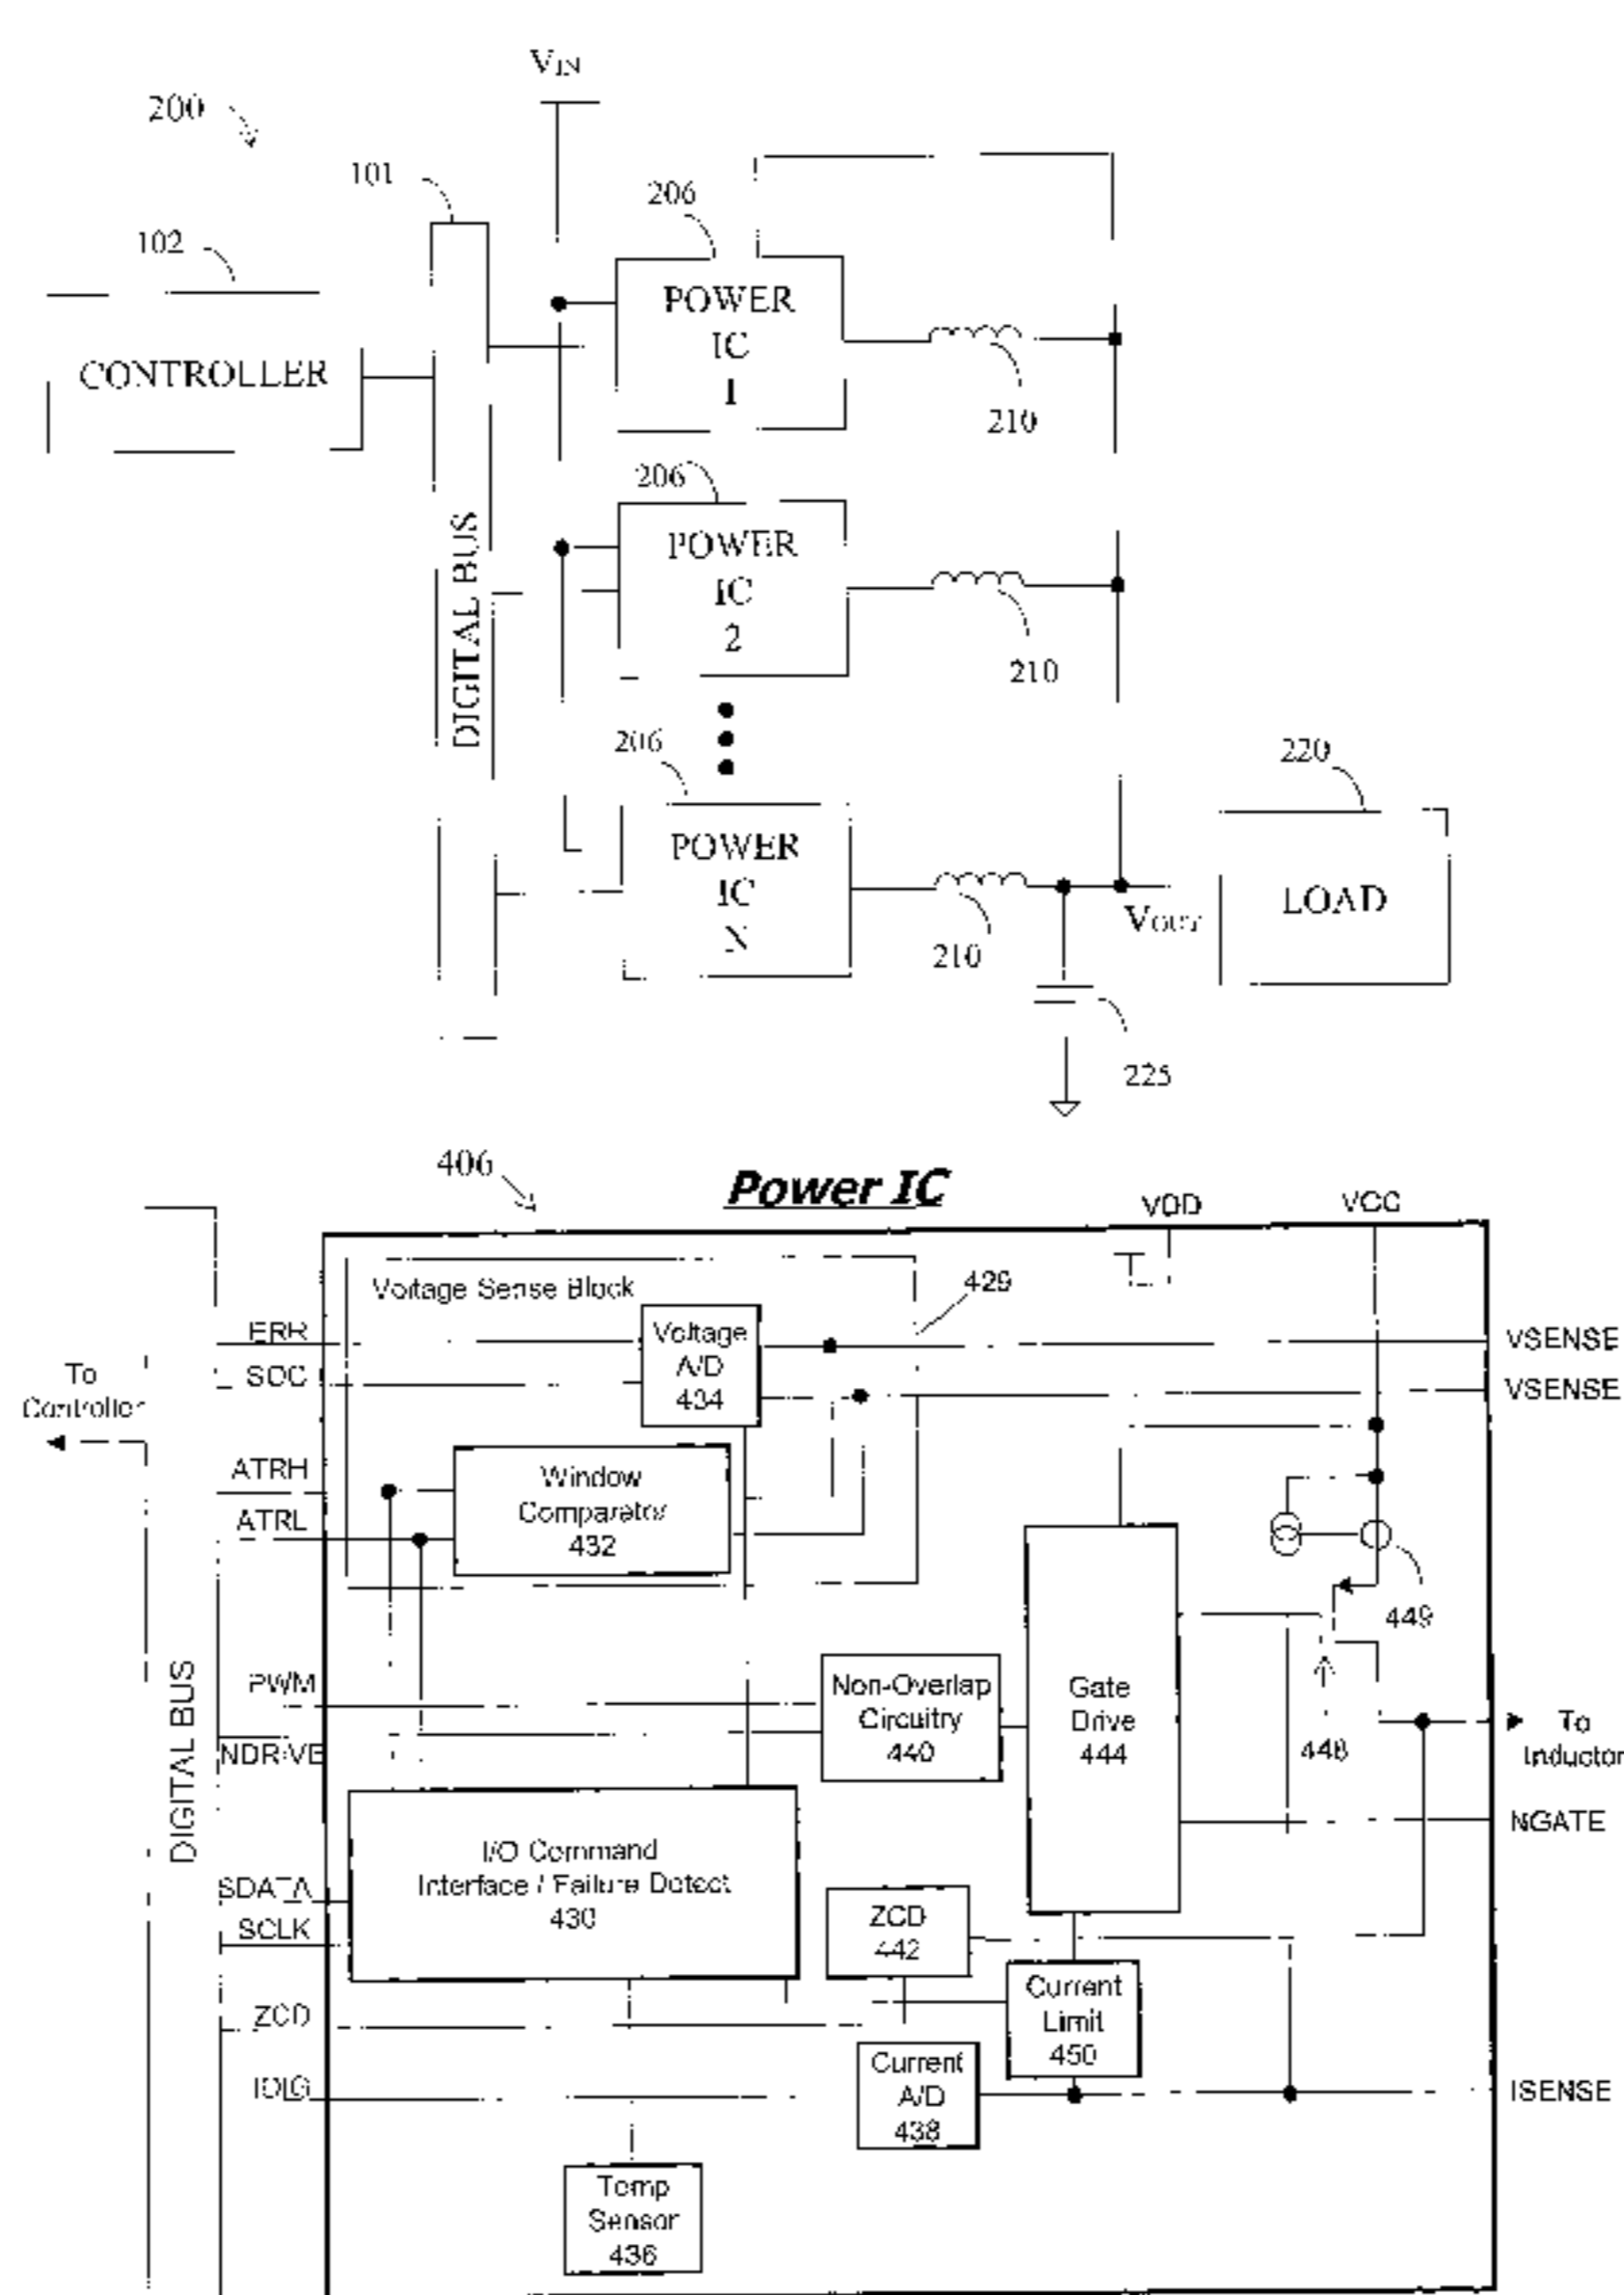 VIN
200
101
206
102
POWER
IC
1
CONTROLLER
210
206
POWER
IC
2
DIGITAL BUS
210
206
220
POWER
IC
N
LOAD
VOUT
210
225
406
Power IC
VDD
VCC
Voltage Sense Block
429
ERR
Voltage
A/D
434
VSENSE
To
Controller
SOC
VSENSE
ATRH
Window
Comparator
432
ATRL
449
PWM
Non-Overlap
Circuitry
440
Gate
Drive
444
NDRIVE
448
To
Inductor
DIGITAL BUS
NGATE
I/O Command
Interface / Failure Detect
430
SDATA
SCLK
ZCD
442
Current
Limit
450
ZCD
Current
A/D
438
ISENSE
Temp
Sensor
436